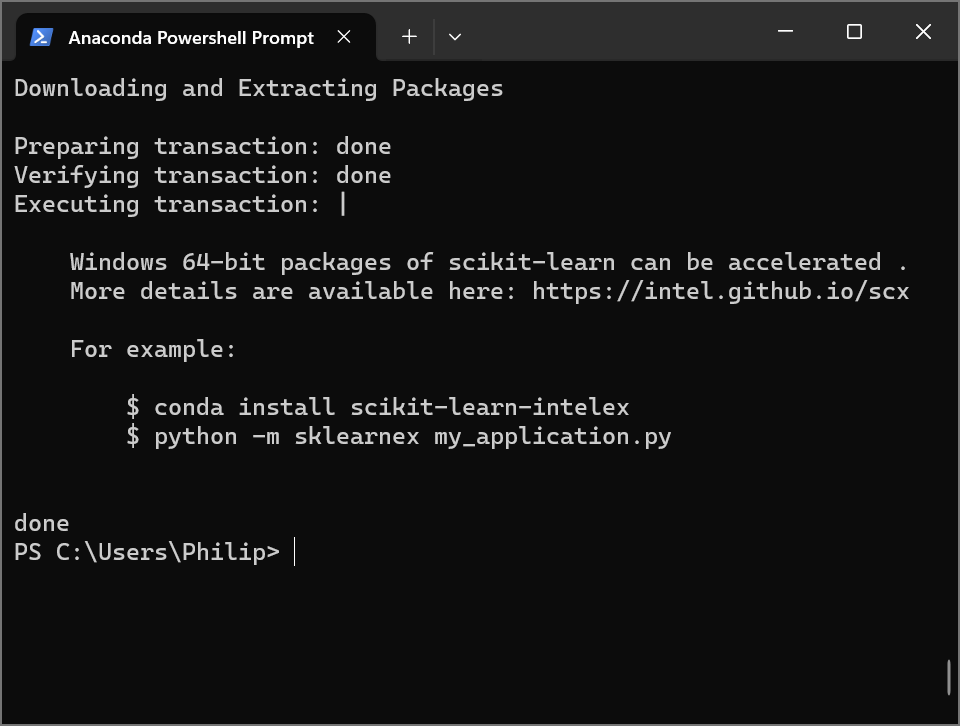 Anaconda Powershell Prompt
Downloading and Extracting Packages
Preparing transaction: done
Verifying transaction: done
Executing transaction: |
Windows 64-bit packages of scikit-learn can be accelerated .
More details are available here: https://intel.github.io/scx
For example:
$ conda install scikit-learn-intelex
$ python -m sklearnex my_application.py
done
PS C:\Users\Philip>